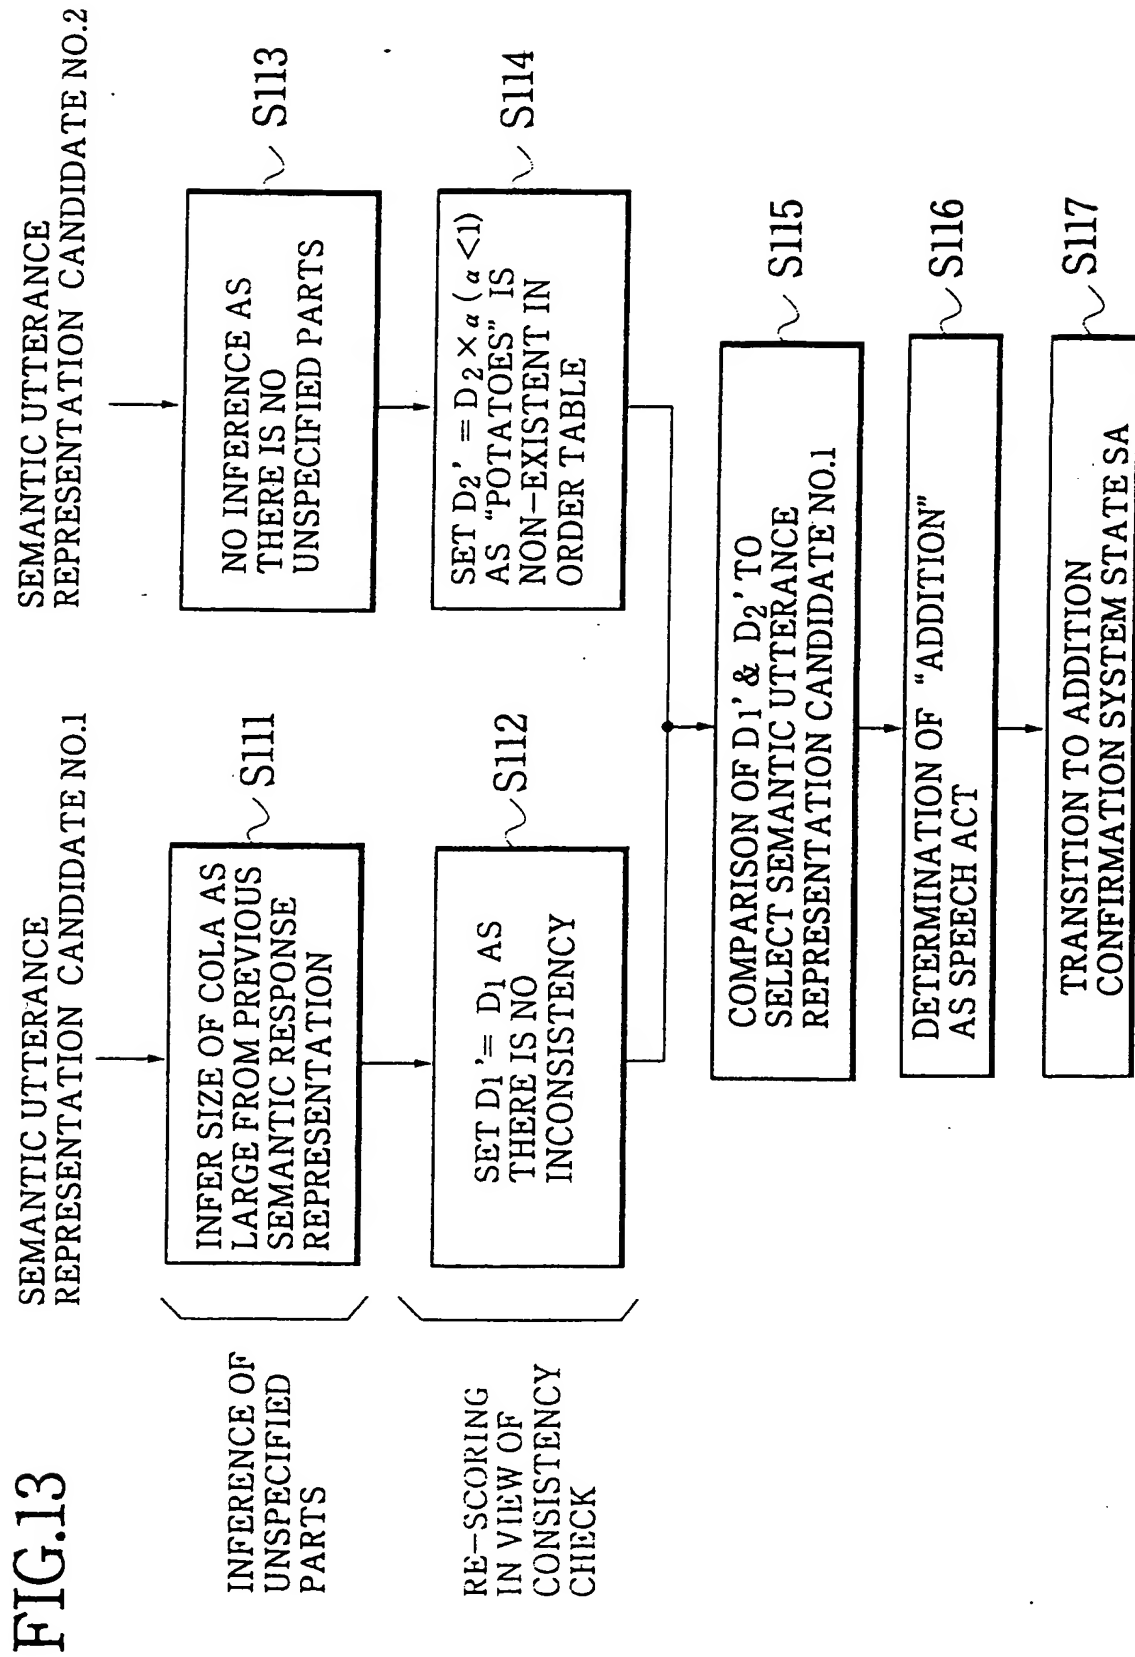 FIG.13
SEMANTIC UTTERANCE
REPRESENTATION CANDIDATE NO.1
SEMANTIC UTTERANCE
REPRESENTATION CANDIDATE NO.2
INFERENCE OF
UNSPECIFIED
PARTS
INFER SIZE OF COLA AS
LARGE FROM PREVIOUS
SEMANTIC RESPONSE
REPRESENTATION
S111
NO INFERENCE AS
THERE IS NO
UNSPECIFIED PARTS
S113
RE-SCORING
IN VIEW OF
CONSISTENCY
CHECK
SET D1'= D1 AS
THERE IS NO
INCONSISTENCY
S112
SET D2' = D2 × α (α <1)
AS "POTATOES" IS
NON-EXISTENT IN
ORDER TABLE
S114
COMPARISON OF D1' & D2' TO
SELECT SEMANTIC UTTERANCE
REPRESENTATION CANDIDATE NO.1
S115
DETERMINATION OF "ADDITION"
AS SPEECH ACT
S116
TRANSITION TO ADDITION
CONFIRMATION SYSTEM STATE SA
S117